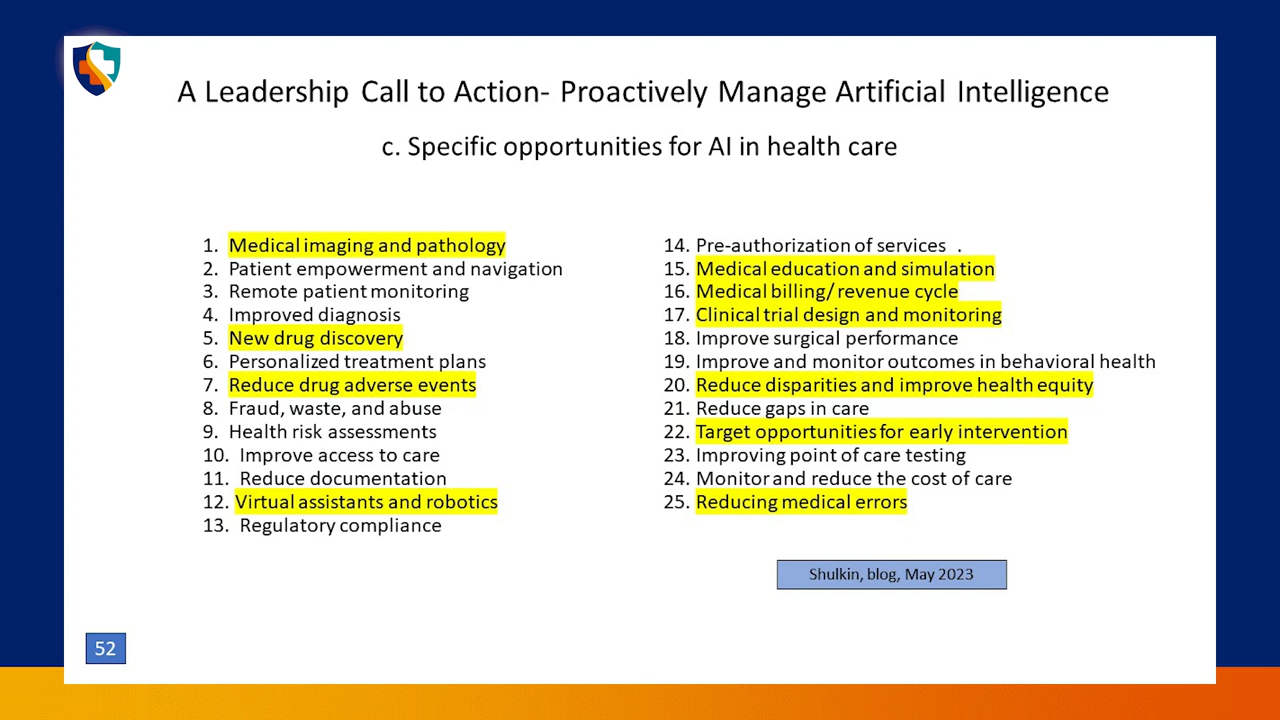 A Leadership Call to Action- Proactively Manage Artificial Intelligence
c. Specific opportunities for AI in health care
1. Medical imaging and pathology
2. Patient empowerment and navigation
3. Remote patient monitoring
4. Improved diagnosis
5. New drug discovery
6. Personalized treatment plans
7. Reduce drug adverse events
8. Fraud, waste, and abuse
9. Health risk assessments
10. Improve access to care
11. Reduce documentation
12. Virtual assistants and robotics
13. Regulatory compliance
14. Pre-authorization of services .
15. Medical education and simulation
16. Medical billing/ revenue cycle
17. Clinical trial design and monitoring
18. Improve surgical performance
19. Improve and monitor outcomes in behavioral health
20. Reduce disparities and improve health equity
21. Reduce gaps in care
22. Target opportunities for early intervention
23. Improving point of care testing
24. Monitor and reduce the cost of care
25. Reducing medical errors
Shulkin, blog, May 2023
52